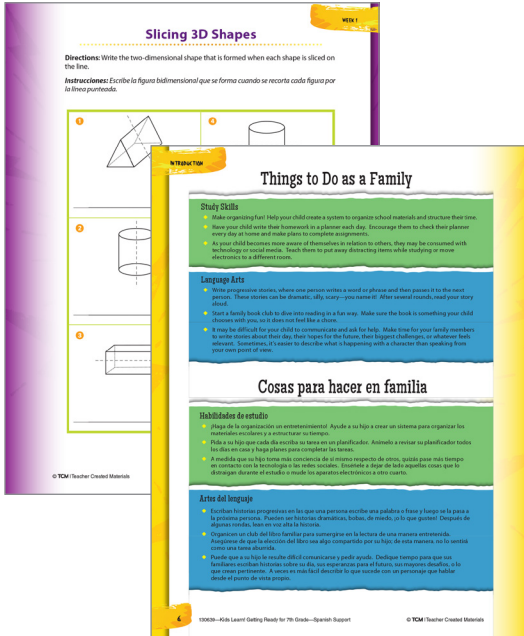 WEEK 1
Slicing 3D Shapes
Directions: Write the two-dimensional shape that is formed when each shape is sliced on
the line.
Instrucciones: Escribe la figura bidimensional que se forma cuando se recorta cada figura por
la línea punteada.
1
4
2
3
© TCM | Teacher Created Materials
INTRODUCTION
Things to Do as a Family
Study Skills
Make organizing fun! Help your child create a system to organize school materials and structure their time.
Have your child write their homework in a planner each day. Encourage them to check their planner
every day at home and make plans to complete assignments.
As your child becomes more aware of themselves in relation to others, they may be consumed with
technology or social media. Teach them to put away distracting items while studying or move
electronics to a different room.
Language Arts
Write progressive stories, where one person writes a word or phrase and then passes it to the next
person. These stories can be dramatic, silly, scary—you name it! After several rounds, read your story
aloud.
Start a family book club to dive into reading in a fun way. Make sure the book is something your child
chooses with you, so it does not feel like a chore.
It may be difficult for your child to communicate and ask for help. Make time for your family members
to write stories about their day, their hopes for the future, their biggest challenges, or whatever feels
relevant. Sometimes, it's easier to describe what is happening with a character than speaking from
your own point of view.
Cosas para hacer en familia
Habilidades de estudio
¡Haga de la organización un entretenimiento! Ayude a su hijo a crear un sistema para organizar los
materiales escolares y a estructurar su tiempo.
Pida a su hijo que cada día escriba su tarea en un planificador. Anímelo a revisar su planificador todos
los días en casa y haga planes para completar las tareas.
A medida que su hijo toma más conciencia de sí mismo respecto de otros, quizás pase más tiempo
en contacto con la tecnología o las redes sociales. Enséñele a dejar de lado aquellas cosas que lo
distraigan durante el estudio o mude los aparatos electrónicos a otro cuarto.
Artes del lenguaje
Escriban historias progresivas en las que una persona escribe una palabra o frase y luego se la pasa a
la próxima persona. Pueden ser historias dramáticas, bobas, de miedo, ¡o lo que gusten! Después de
algunas rondas, lean en voz alta la historia.
Organicen un club del libro familiar para sumergirse en la lectura de una manera entretenida.
Asegúrese de que la elección del libro sea algo compartido por su hijo; de esta manera, no lo sentirá
como una tarea aburrida.
Puede que a su hijo le resulte difícil comunicarse y pedir ayuda. Dedique tiempo para que sus
familiares escriban historias sobre su día, sus esperanzas para el futuro, sus mayores desafíos, o lo
que crean pertinente. A veces es más fácil describir lo que sucede con un personaje que hablar
desde el punto de vista propio.
6
130639—Kids Learn! Getting Ready for 7th Grade—Spanish Support
© TCM | Teacher Created Materials